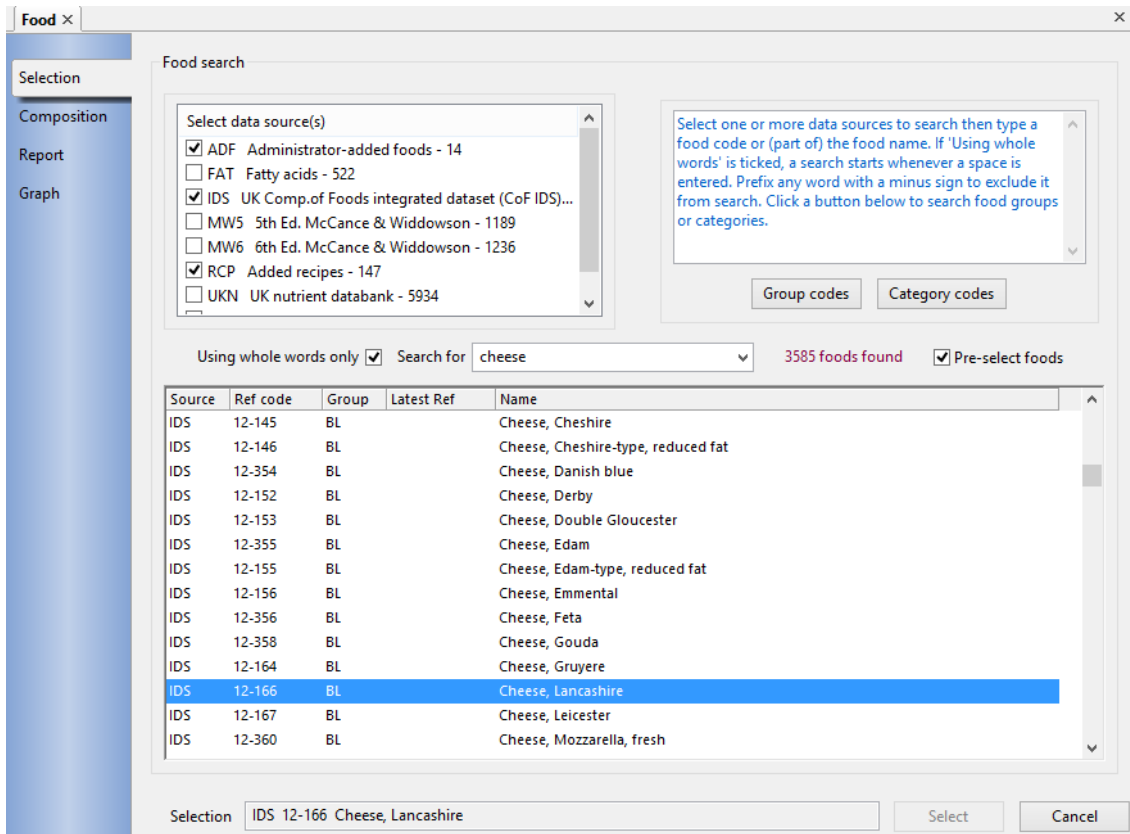 Food ×
×
Selection
Composition
Report
Graph
Food search
Select data source(s)
ADF Administrator-added foods - 14
FAT Fatty acids - 522
IDS UK Comp.of Foods integrated dataset (CoF IDS)...
MW5 5th Ed. McCance & Widdowson - 1189
MW6 6th Ed. McCance & Widdowson - 1236
RCP Added recipes - 147
UKN UK nutrient databank - 5934
Select one or more data sources to search then type a
food code or (part of) the food name. If 'Using whole
words' is ticked, a search starts whenever a space is
entered. Prefix any word with a minus sign to exclude it
from search. Click a button below to search food groups
or categories.
Group codes Category codes
Using whole words only Search for cheese 3585 foods found Pre-select foods
Source Ref code Group Latest Ref Name
IDS 12-145 BL Cheese, Cheshire
IDS 12-146 BL Cheese, Cheshire-type, reduced fat
IDS 12-354 BL Cheese, Danish blue
IDS 12-152 BL Cheese, Derby
IDS 12-153 BL Cheese, Double Gloucester
IDS 12-355 BL Cheese, Edam
IDS 12-155 BL Cheese, Edam-type, reduced fat
IDS 12-156 BL Cheese, Emmental
IDS 12-356 BL Cheese, Feta
IDS 12-358 BL Cheese, Gouda
IDS 12-164 BL Cheese, Gruyere
IDS 12-166 BL Cheese, Lancashire
IDS 12-167 BL Cheese, Leicester
IDS 12-360 BL Cheese, Mozzarella, fresh
Selection IDS 12-166 Cheese, Lancashire Select Cancel